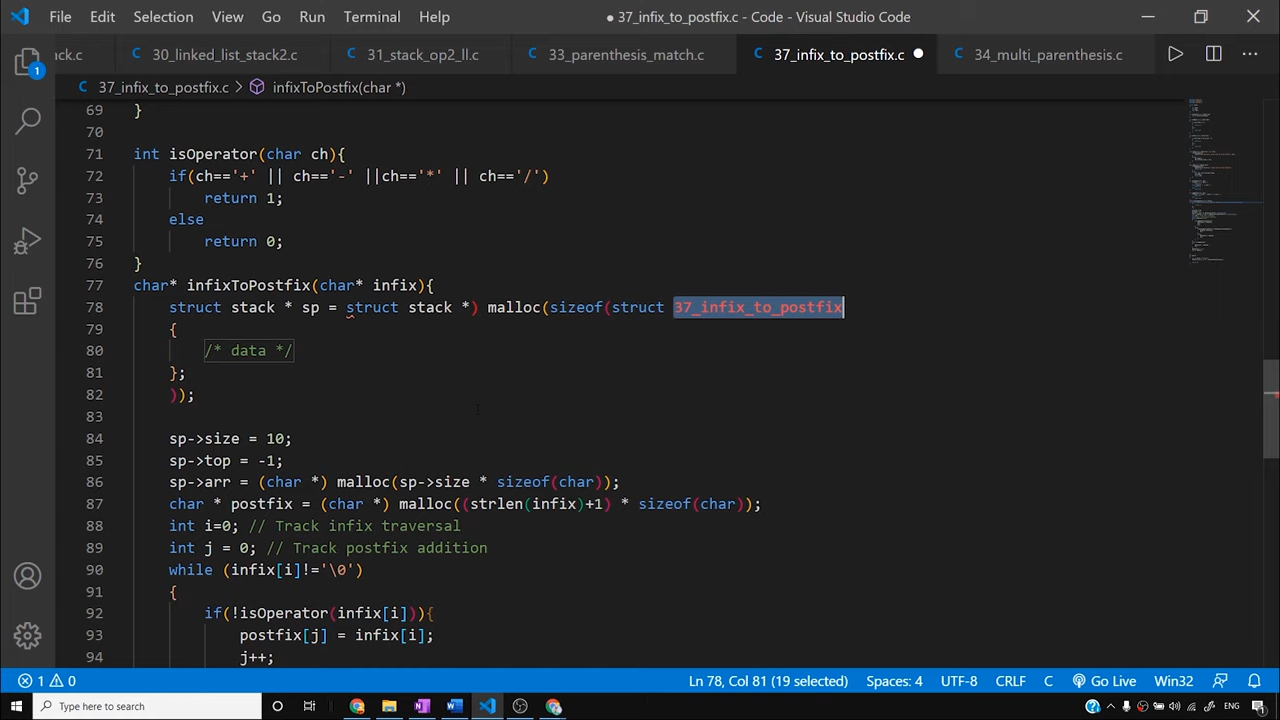 File Edit Selection View Go Run Terminal Help ● 37_infix_to_postfix.c - Code - Visual Studio Code
ack.c 30_linked_list_stack2.c 31_stack_op2_ll.c 33_parenthesis_match.c 37_infix_to_postfix.c ● 34_multi_parenthesis.c
1
37_infix_to_postfix.c > infixToPostfix(char *)
69 }
70
71 int isOperator(char ch){
72 if(ch=='+' || ch=='-' ||ch=='*' || ch=='/')
73 return 1;
74 else
75 return 0;
76 }
77 char* infixToPostfix(char* infix){
78 struct stack * sp = struct stack *) malloc(sizeof(struct 37_infix_to_postfix
79 {
80 /* data */
81 };
82 ));
83
84 sp->size = 10;
85 sp->top = -1;
86 sp->arr = (char *) malloc(sp->size * sizeof(char));
87 char * postfix = (char *) malloc((strlen(infix)+1) * sizeof(char));
88 int i=0; // Track infix traversal
89 int j = 0; // Track postfix addition
90 while (infix[i]!='\0')
91 {
92 if(!isOperator(infix[i])){
93 postfix[j] = infix[i];
94 j++;
1 0 Ln 78, Col 81 (19 selected) Spaces: 4 UTF-8 CRLF C Go Live Win32
Type here to search ENG